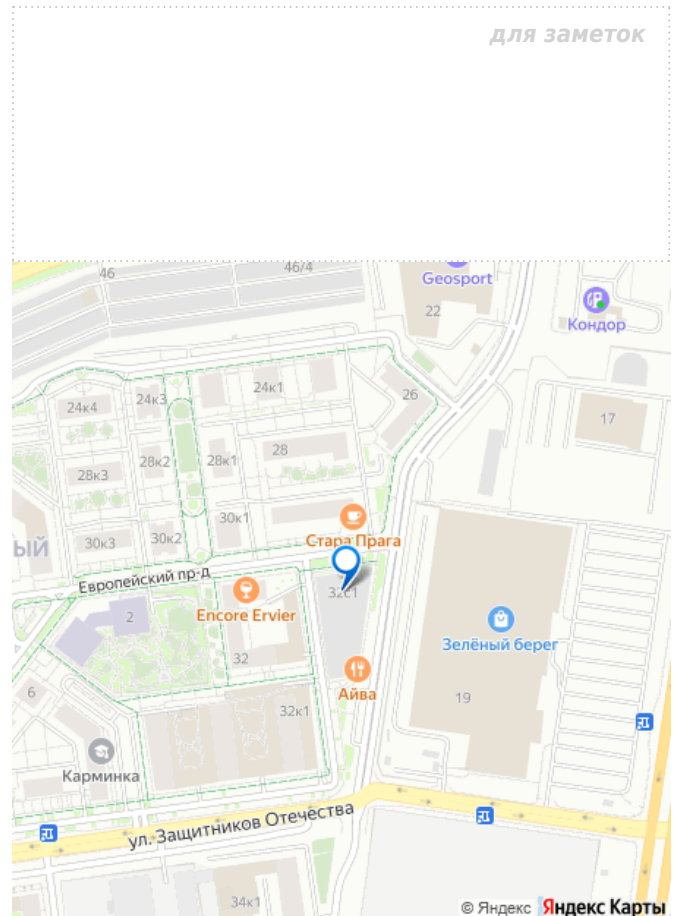 для заметок
46
46/4
Geosport
22
Кондор
24к1
24к3
26
24к4
17
28
28к2
28к1
28к3
30к1
Стара Прага
30к2
30к3
ый
Европейский пр-д
32с1
Encore Ervier
2
Зелёный берег
32
6
Айва
19
32к1
Карминка
ул. Защитников Отечества
34к1
© Яндекс Яндекс Карты